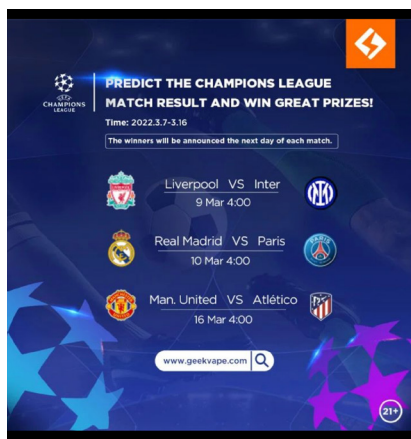 PREDICT THE CHAMPIONS LEAGUE
MATCH RESULT AND WIN GREAT PRIZES!
CHAMPIONS
LEAGUE
Time: 2022.3.7-3.16
The winners will be announced the next day of each match.
Liverpool VS Inter
9 Mar 4:00
Real Madrid VS Paris
10 Mar 4:00
PARIS
Man. United VS Atlético
16 Mar 4:00
www.geekvape.com
21+